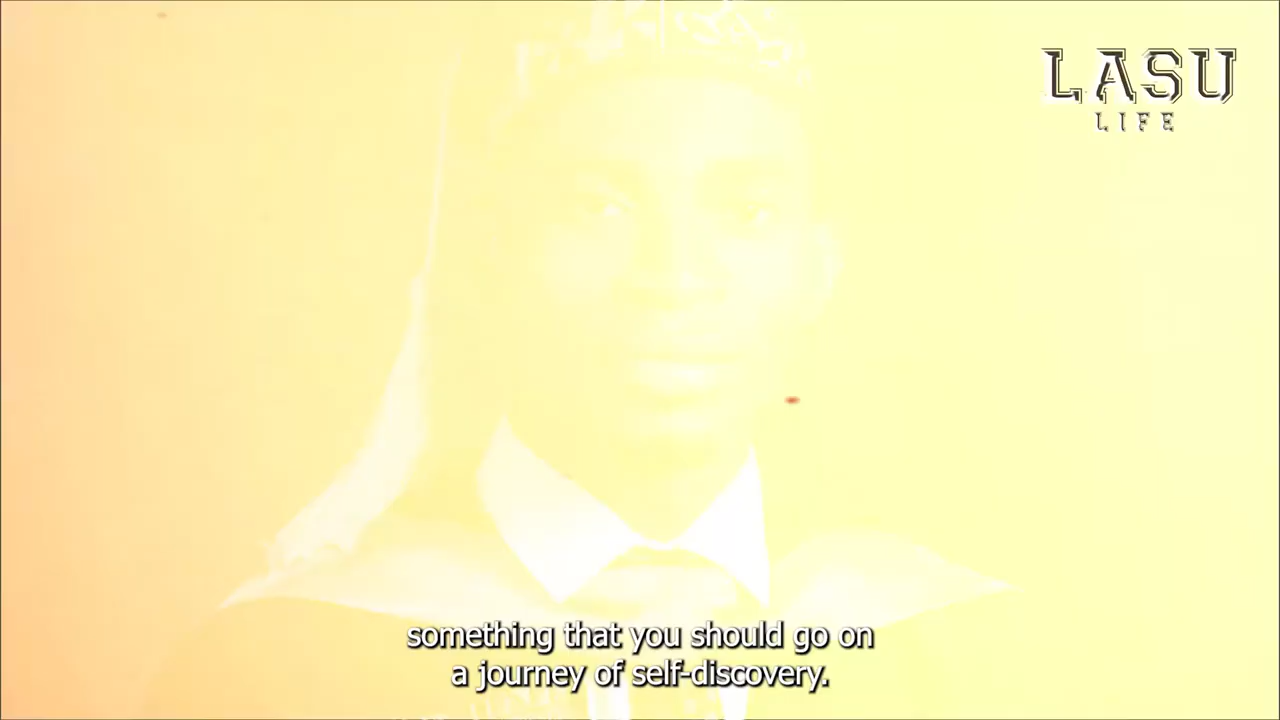 LASU
LIFE
something that you should go on
a journey of self-discovery.